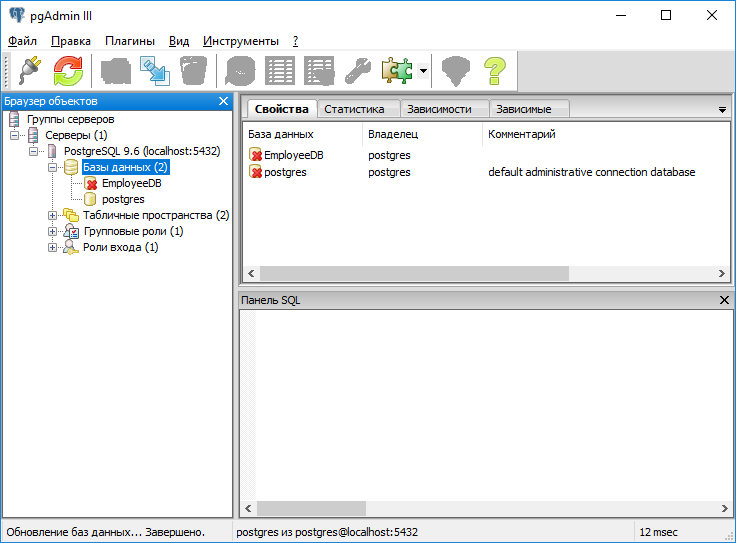 pgAdmin III
Файл Правка Плагины Вид Инструменты ?
Браузер объектов
Группы серверов
Серверы (1)
PostgreSQL 9.6 (localhost:5432)
Базы данных (2)
EmployeeDB
postgres
Табличные пространства (2)
Групповые роли (1)
Роли входа (1)
Свойства Статистика Зависимости Зависимые
База данных Владелец Комментарий
EmployeeDB postgres
postgres postgres default administrative connection database
Панель SQL
Обновление баз данных... Завершено. postgres из postgres@localhost:5432 12 msec